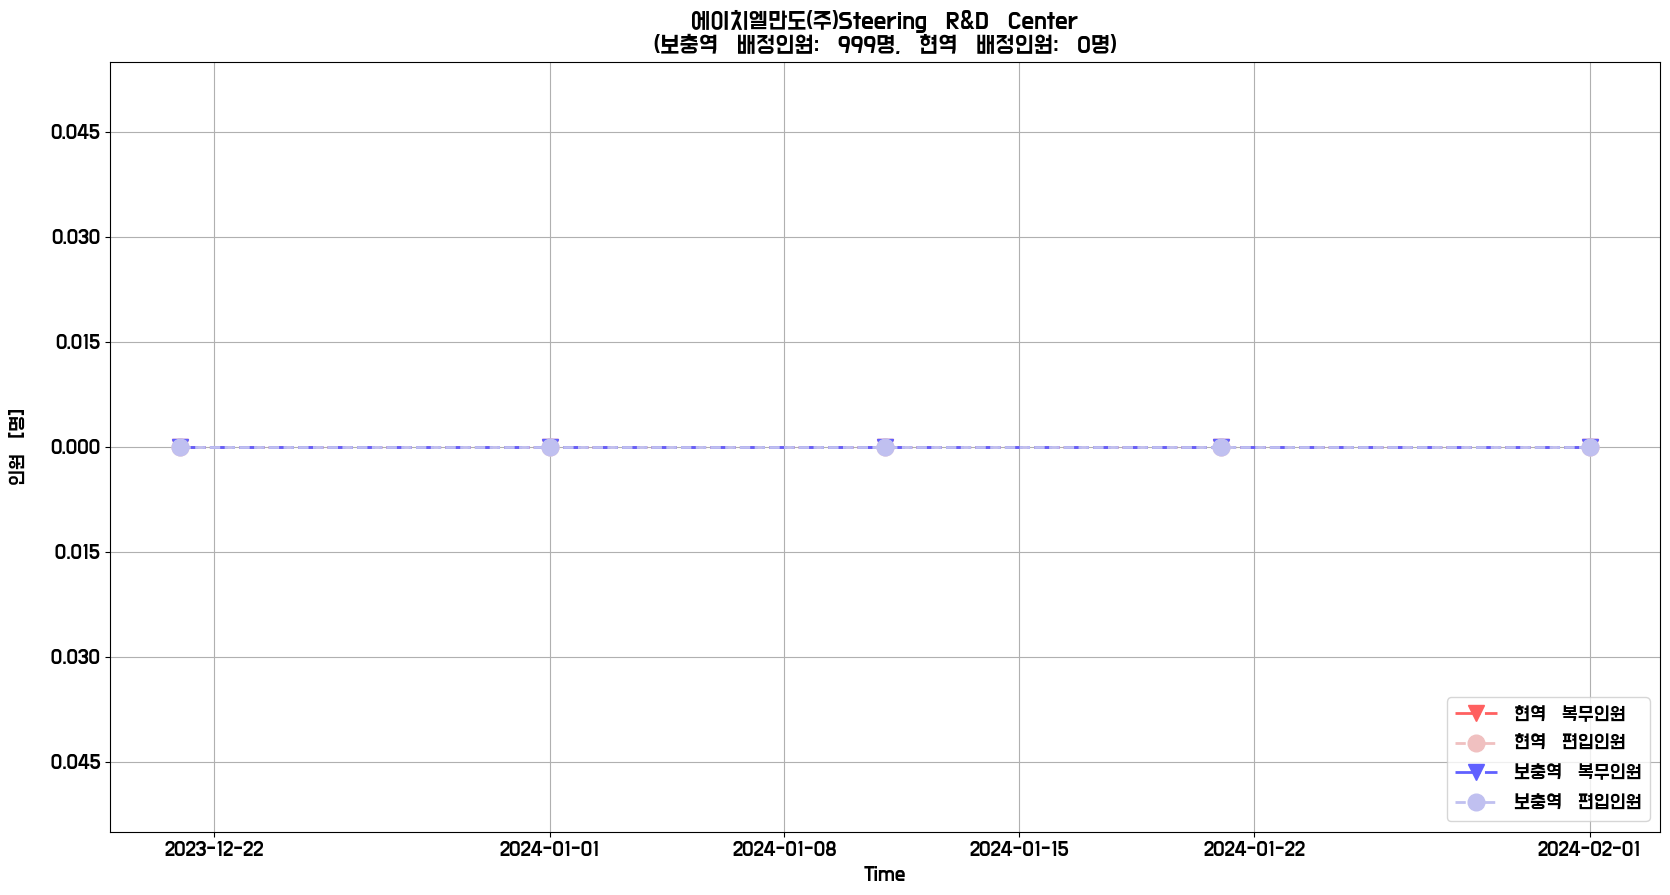 에이치엘만도(주)Steering R&D Center
(보충역 배정인원: 999명, 현역 배정인원: 0명)
0.045
0.030
0.015
0.000
0.015
0.030
0.045
인원 [명]
현역 복무인원
현역 편입인원
보충역 복무인원
보충역 편입인원
2023-12-22
2024-01-01
2024-01-08
2024-01-15
2024-01-22
2024-02-01
Time